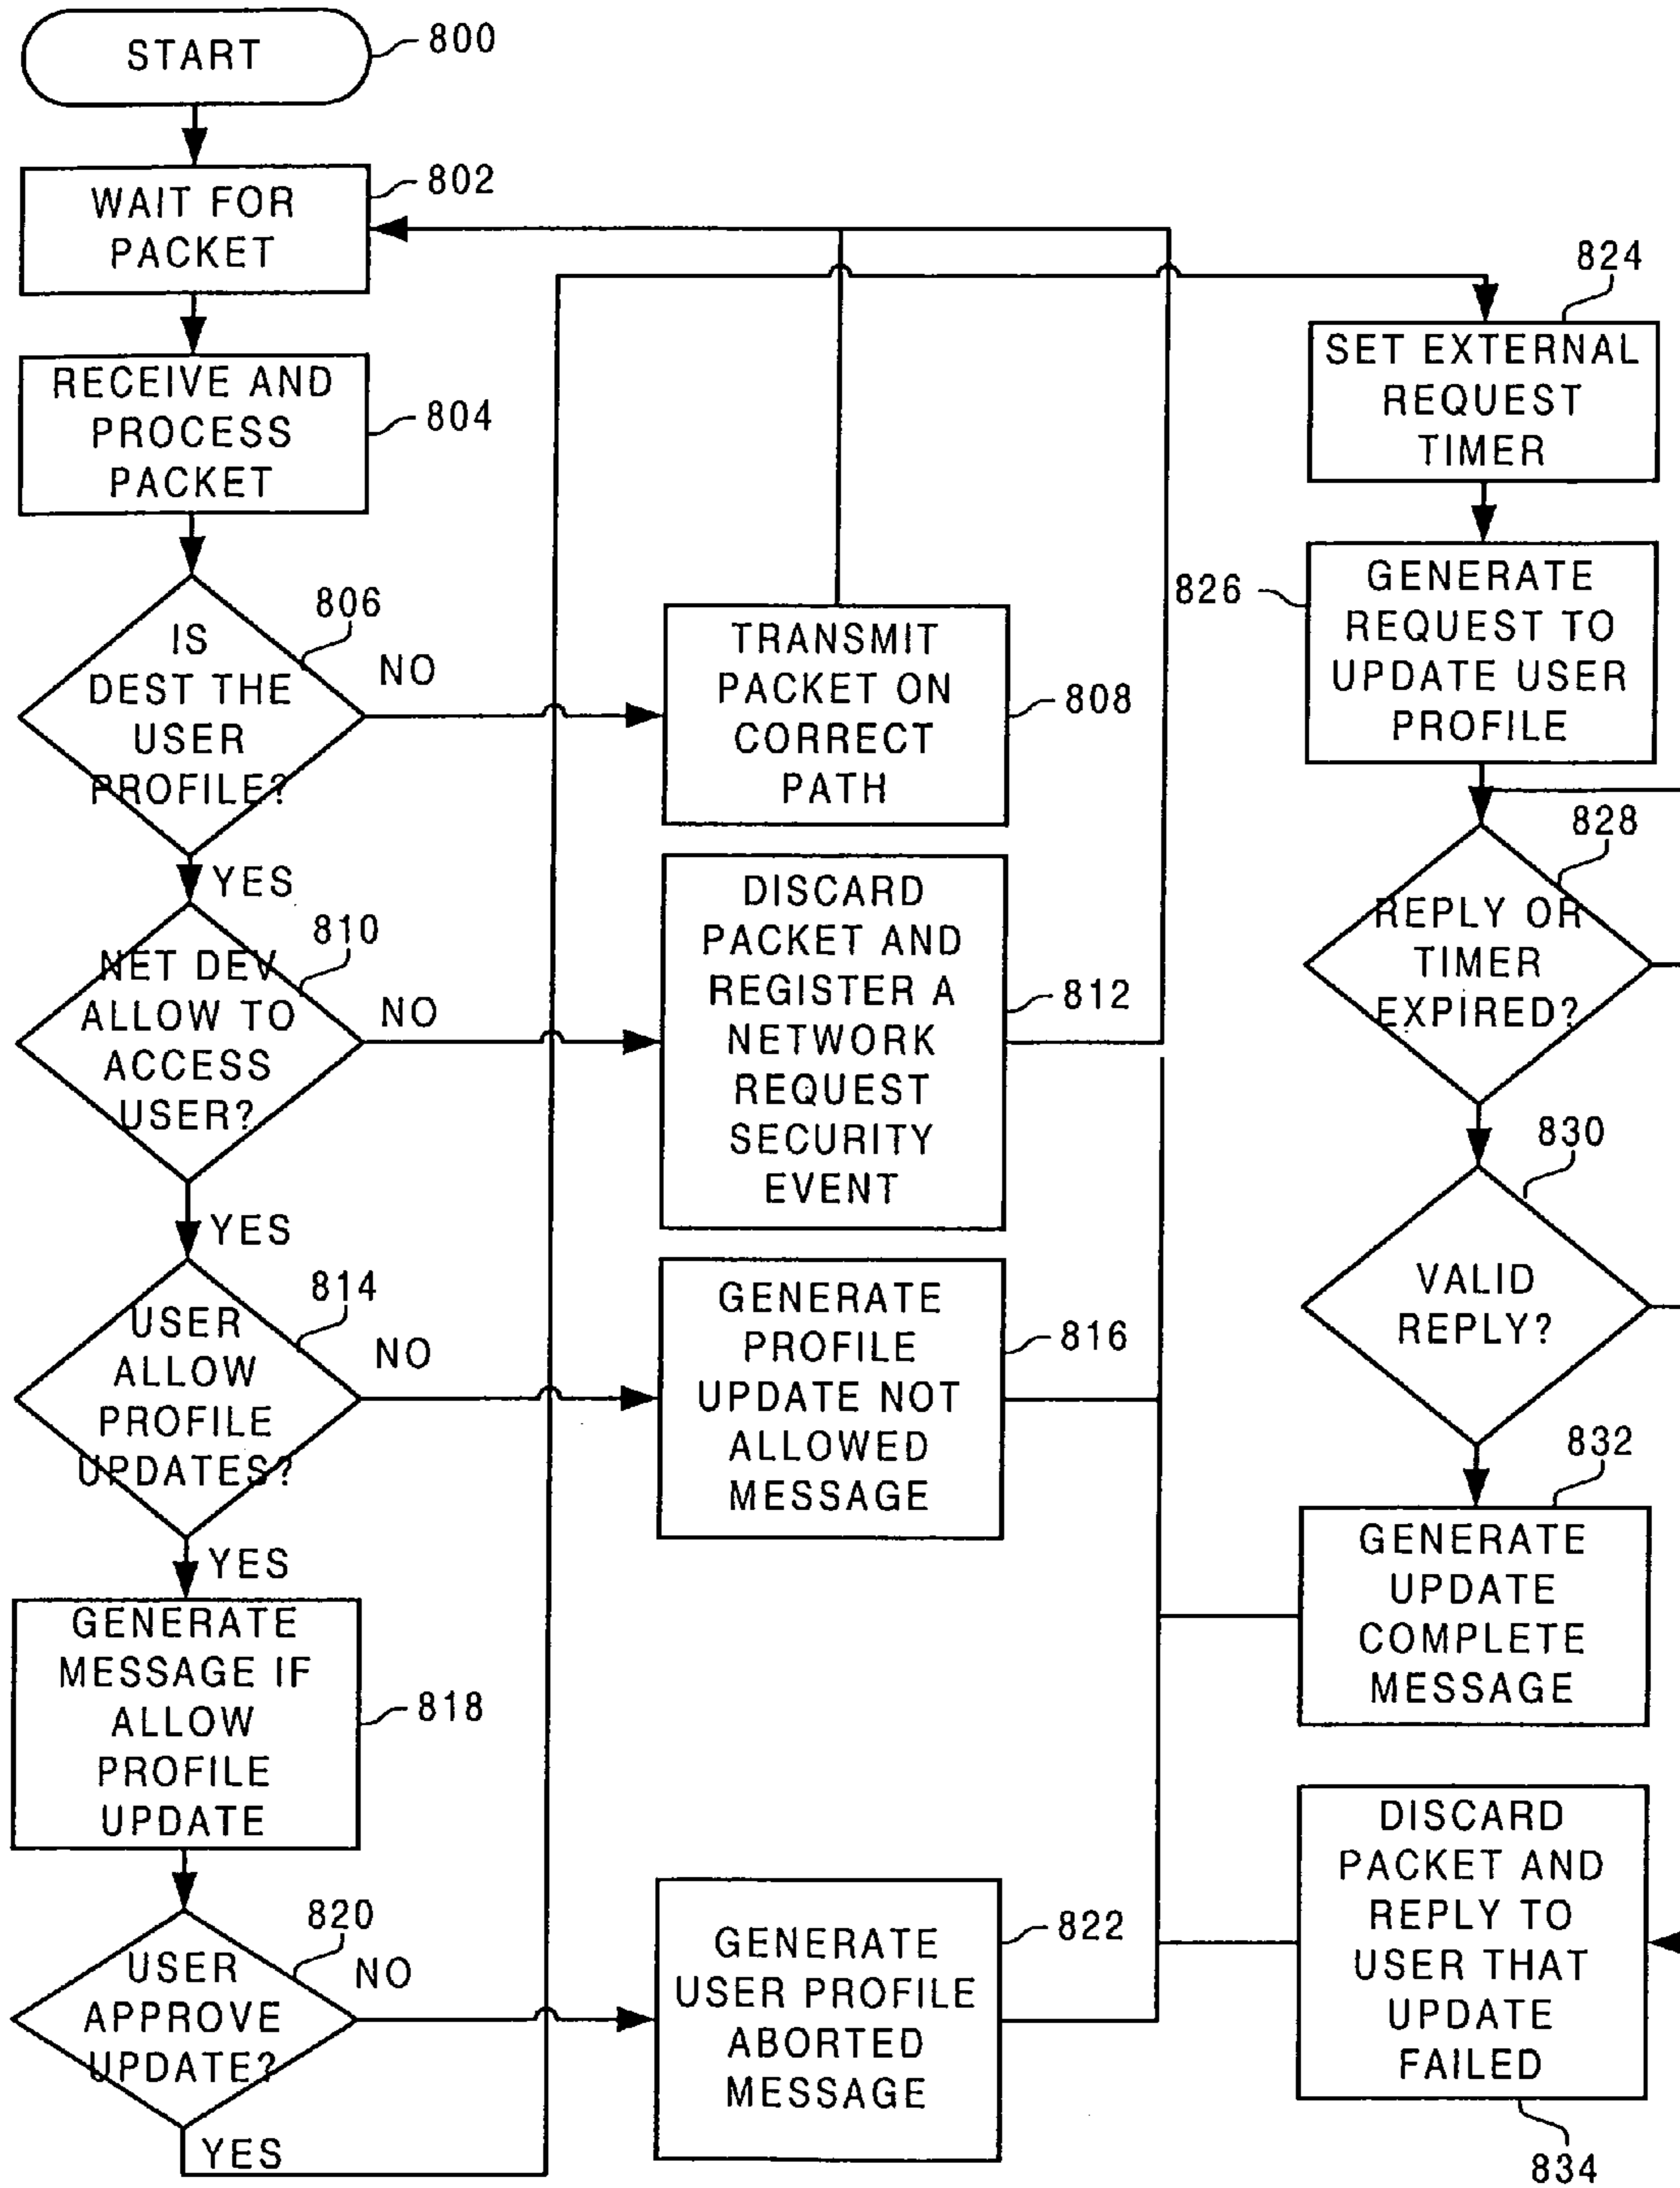 START
800
WAIT FOR
PACKET
802
RECEIVE AND
PROCESS
PACKET
804
IS
DEST THE
USER
PROFILE?
806
NO
YES
TRANSMIT
PACKET ON
CORRECT
PATH
808
NET DEV
ALLOW TO
ACCESS
USER?
810
NO
YES
DISCARD
PACKET AND
REGISTER A
NETWORK
REQUEST
SECURITY
EVENT
812
USER
ALLOW
PROFILE
UPDATES?
814
NO
YES
GENERATE
PROFILE
UPDATE NOT
ALLOWED
MESSAGE
816
GENERATE
MESSAGE IF
ALLOW
PROFILE
UPDATE
818
USER
APPROVE
UPDATE?
820
NO
YES
GENERATE
USER PROFILE
ABORTED
MESSAGE
822
824
SET EXTERNAL
REQUEST
TIMER
826
GENERATE
REQUEST TO
UPDATE USER
PROFILE
828
REPLY OR
TIMER
EXPIRED?
830
VALID
REPLY?
832
GENERATE
UPDATE
COMPLETE
MESSAGE
DISCARD
PACKET AND
REPLY TO
USER THAT
UPDATE
FAILED
834